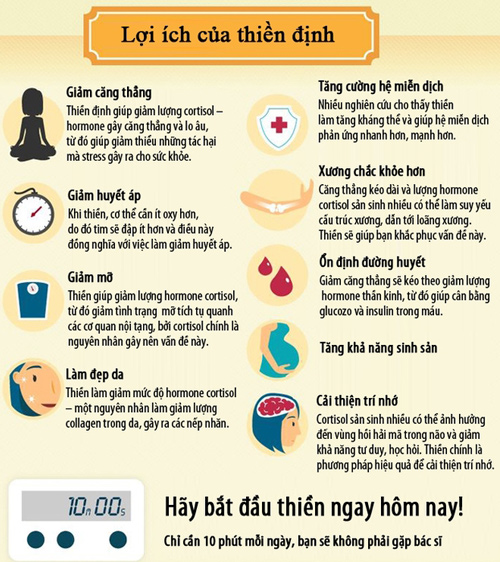 Lợi ích của thiền định
Giảm căng thẳng
Thiền định giúp giảm lượng cortisol –
hormone gây căng thẳng và lo âu,
từ đó giúp giảm thiểu những tác hại
mà stress gây ra cho sức khỏe.
Giảm huyết áp
Khi thiền, cơ thể cần ít oxy hơn,
do đó tim sẽ đập ít hơn và điều này
đồng nghĩa với việc làm giảm huyết áp.
Giảm mỡ
Thiền giúp giảm lượng hormone cortisol,
từ đó giảm tình trạng mỡ tích tụ quanh
các cơ quan nội tạng, bởi cortisol chính là
nguyên nhân gây nên vấn đề này.
Làm đẹp da
Thiền làm giảm mức độ hormone cortisol
– một nguyên nhân làm giảm lượng
collagen trong da, gây ra các nếp nhăn.
Tăng cường hệ miễn dịch
Nhiều nghiên cứu cho thấy thiền
làm tăng kháng thể và giúp hệ miễn dịch
phản ứng nhanh hơn, mạnh hơn.
Xương chắc khỏe hơn
Căng thẳng kéo dài và lượng hormone
cortisol sản sinh nhiều có thể làm suy yếu
cấu trúc xương, dẫn tới loãng xương.
Thiền sẽ giúp bạn khắc phục vấn đề này.
Ổn định đường huyết
Giảm căng thẳng sẽ kéo theo giảm lượng
hormone thần kinh, từ đó giúp cân bằng
glucozo và insulin trong máu.
Tăng khả năng sinh sản
Cải thiện trí nhớ
Cortisol sản sinh nhiều có thể ảnh hưởng
đến vùng hồi hải mã trong não và giảm
khả năng tư duy, học hỏi. Thiền chính là
phương pháp hiệu quả để cải thiện trí nhớ.
10n 00s
Hãy bắt đầu thiền ngay hôm nay!
Chỉ cần 10 phút mỗi ngày, bạn sẽ không phải gặp bác sĩ